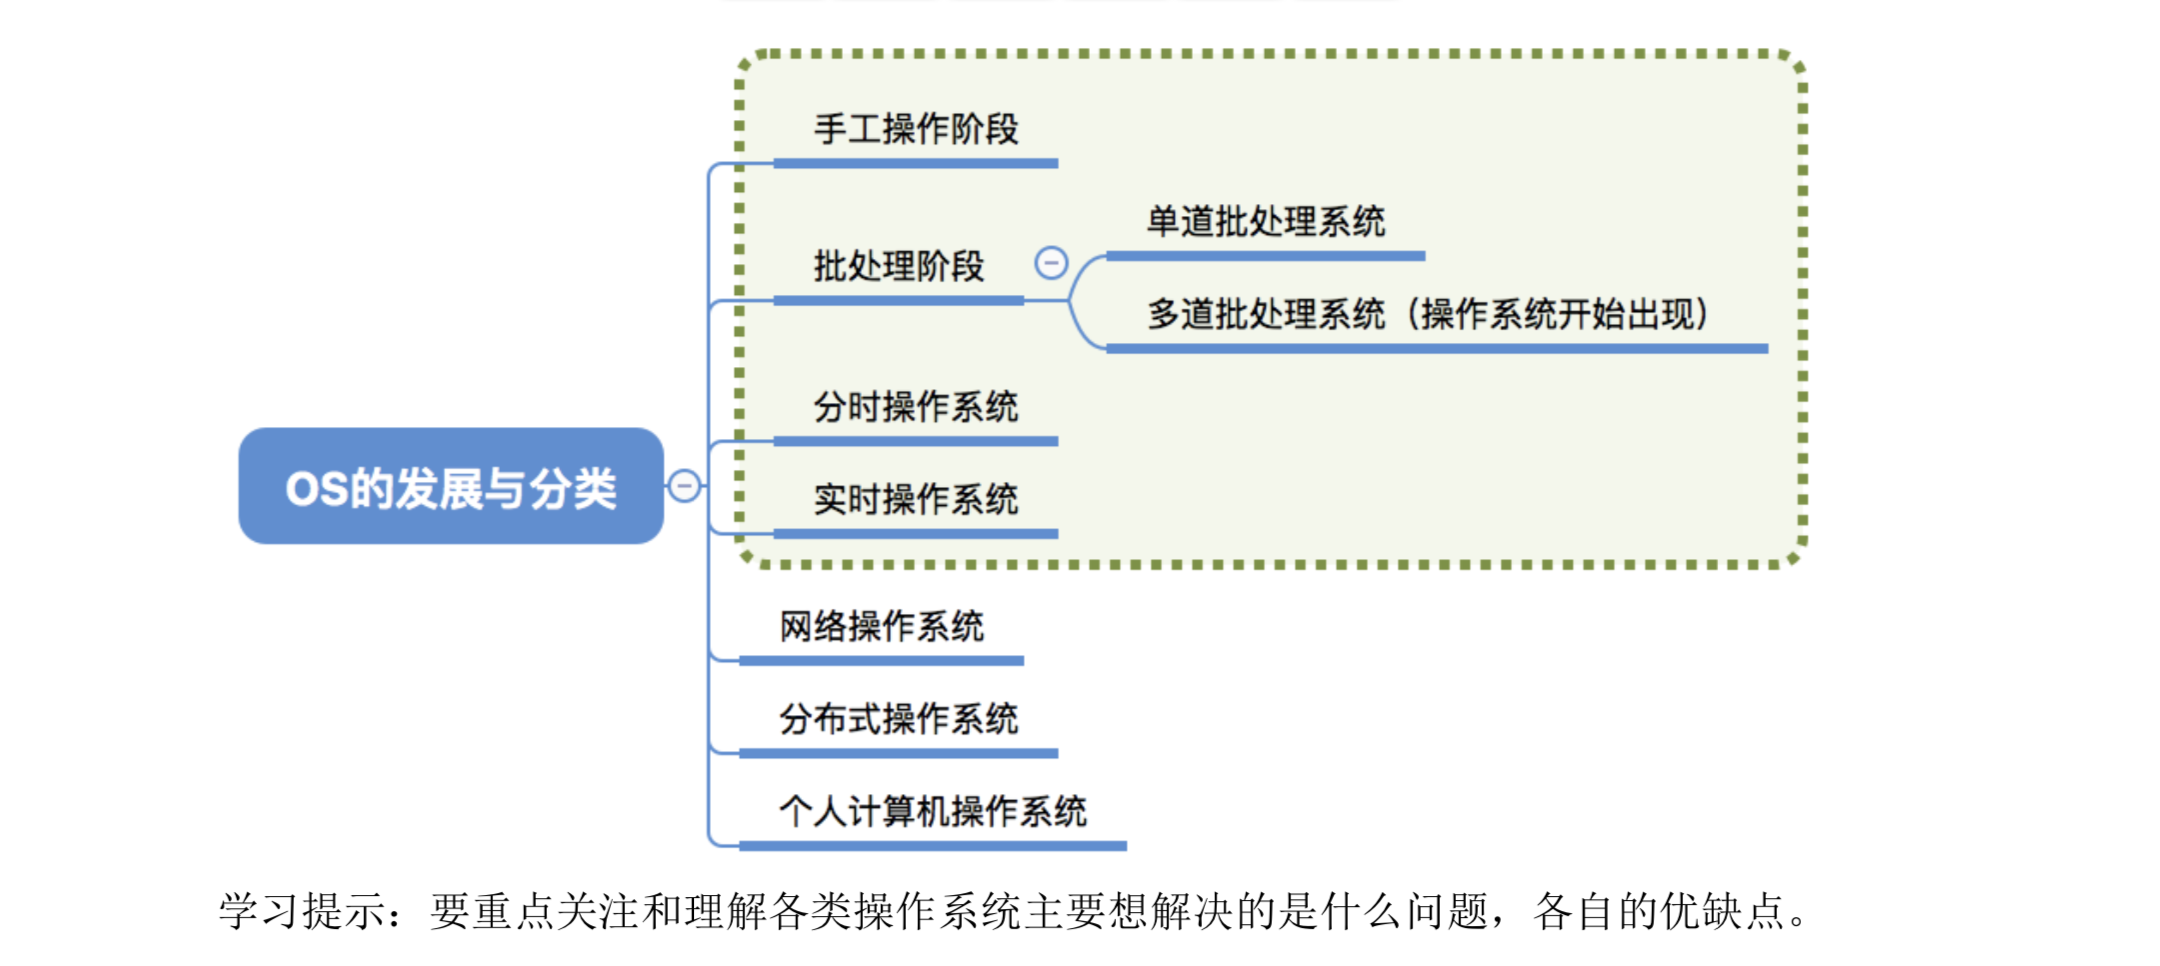 手工操作阶段
单道批处理系统
批处理阶段
多道批处理系统（操作系统开始出现）
分时操作系统
OS的发展与分类
实时操作系统
网络操作系统
分布式操作系统
个人计算机操作系统
学习提示：要重点关注和理解各类操作系统主要想解决的是什么问题，各自的优缺点。